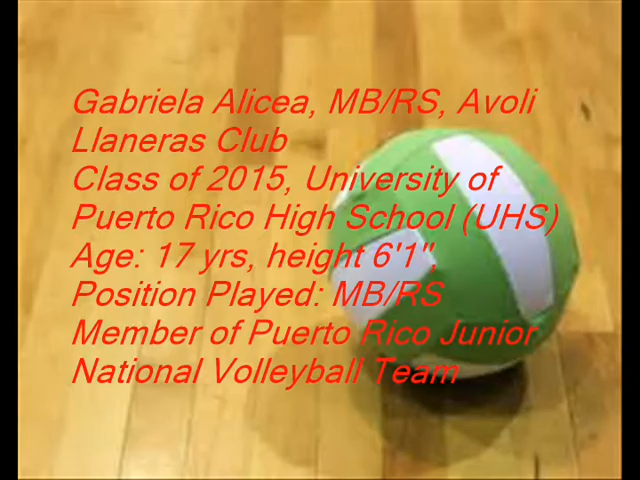 Gabriela Alicea, MB/RS, Avoli
Llaneras Club
Class of 2015, University of
Puerto Rico High School (UHS)
Age: 17 yrs, height 6'1",
Position Played: MB/RS
Member of Puerto Rico Junior
National Volleyball Team